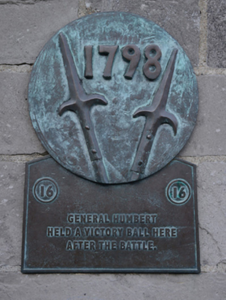 1798
16 16
GENERAL HUMBERT
HELD A VICTORY BALL HERE
AFTER THE BATTLE.